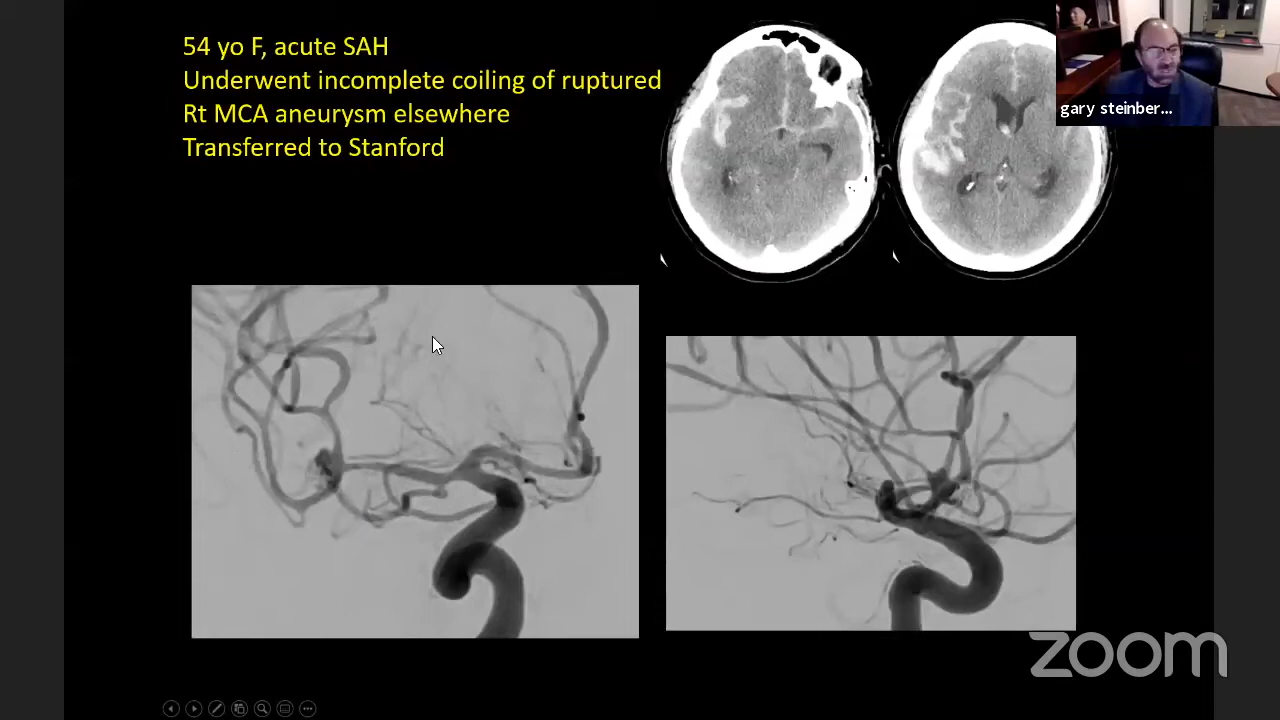 54 yo F, acute SAH
Underwent incomplete coiling of ruptured
Rt MCA aneurysm elsewhere
Transferred to Stanford
gary steinber...
zoom